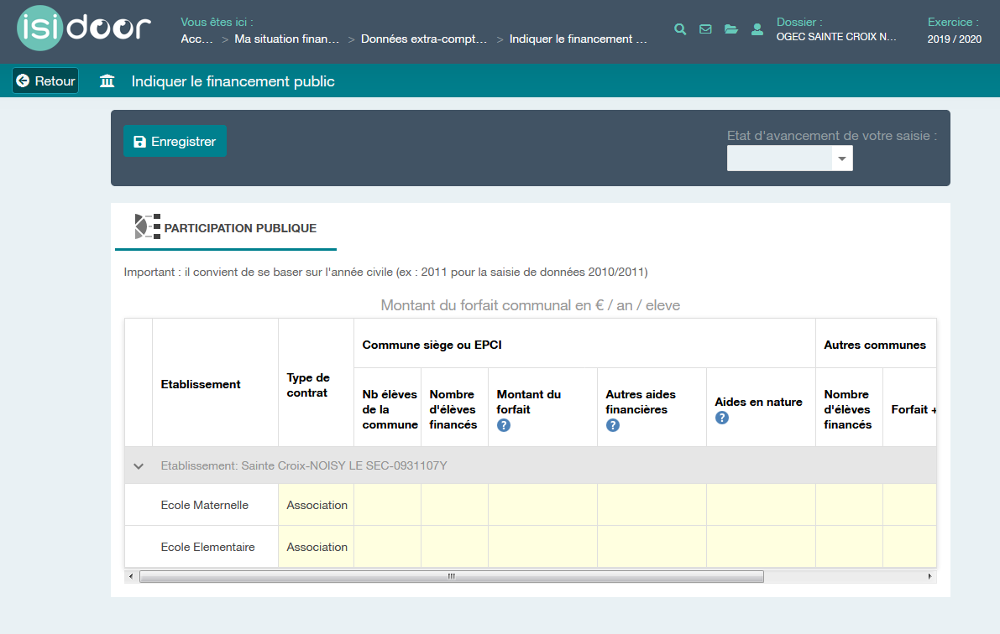 isidoor
Vous êtes ici :
Acc... > Ma situation finan... > Données extra-compt... > Indiquer le financement ...
Dossier :
OGEC SAINTE CROIX N...
Exercice :
2019 / 2020
Retour
Indiquer le financement public
Enregistrer
Etat d'avancement de votre saisie :
PARTICIPATION PUBLIQUE
Important : il convient de se baser sur l'année civile (ex : 2011 pour la saisie de données 2010/2011)
Montant du forfait communal en € / an / eleve
Etablissement
Type de
contrat
Commune siège ou EPCI
Autres communes
Nb élèves
de la
commune
Nombre
d'élèves
financés
Montant du
forfait
?
Autres aides
financières
?
Aides en nature
?
Nombre
d'élèves
financés
Forfait +
Etablissement: Sainte Croix-NOISY LE SEC-0931107Y
Ecole Maternelle Association
Ecole Elementaire Association